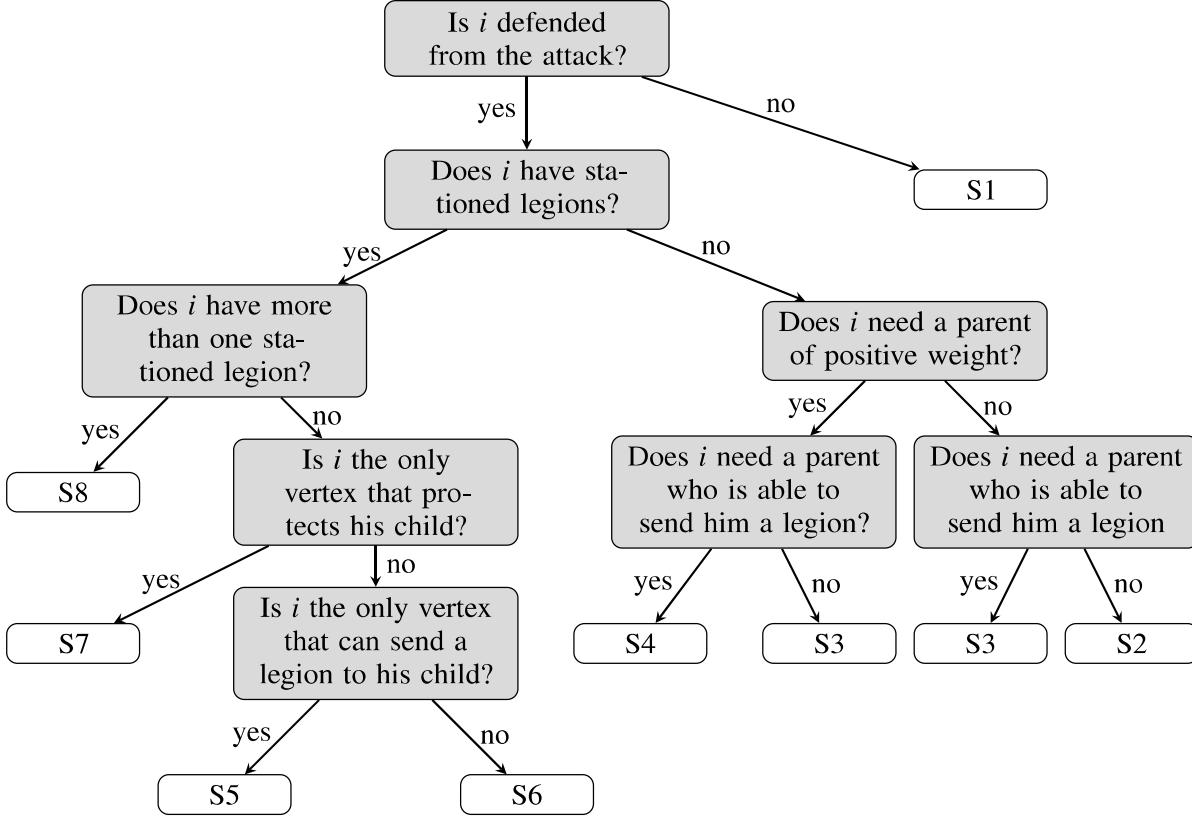 Is i defended
from the attack?
yes
no
Does i have sta-
tioned legions?
S1
yes
no
Does i have more
than one sta-
tioned legion?
Does i need a parent
of positive weight?
yes
no
yes
no
S8
Is i the only
vertex that pro-
tects his child?
Does i need a parent
who is able to
send him a legion?
Does i need a parent
who is able to
send him a legion
yes
no
yes
no
yes
no
S7
Is i the only vertex
that can send a
legion to his child?
S4
S3
S3
S2
yes
no
S5
S6